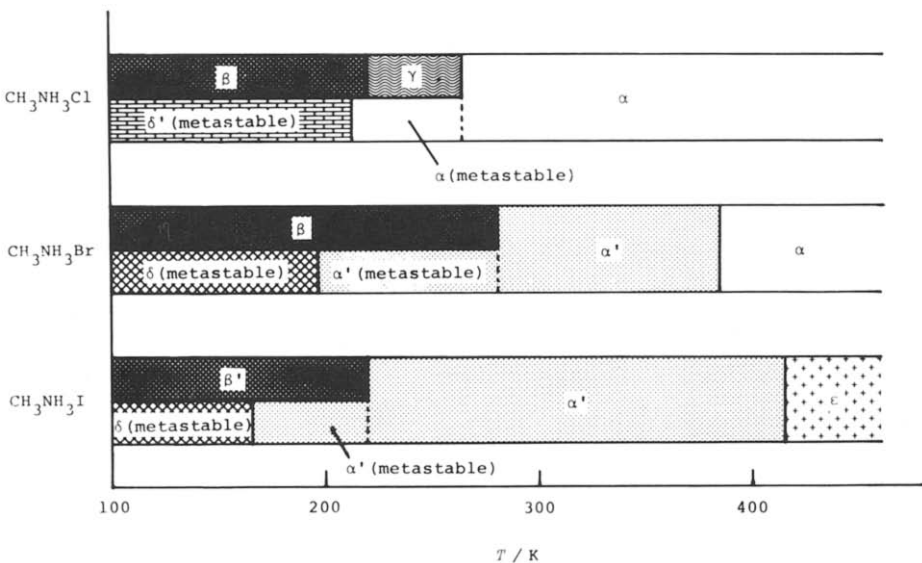 β
γ
CH₃NH₃Cl
α
δ'(metastable)
α(metastable)
β
CH₃NH₃Br
α'
α
δ(metastable)
α'(metastable)
β'
CH₃NH₃I
α'
ε
δ(metastable)
α'(metastable)
100
200
300
400
T / K